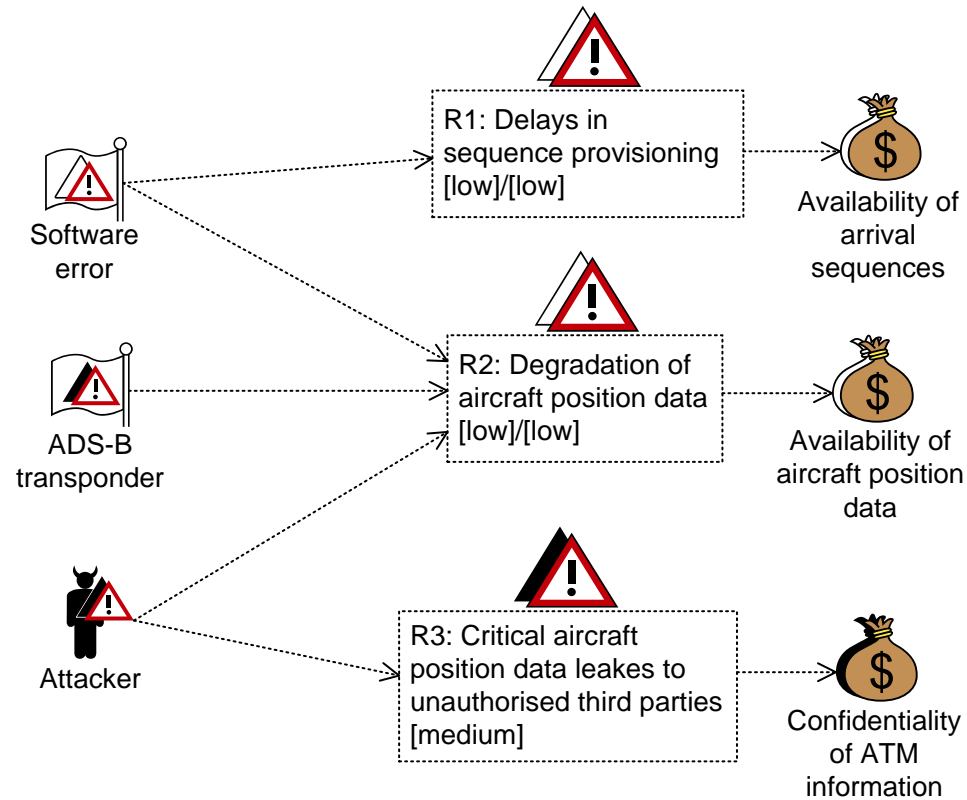 R1: Delays in
sequence provisioning
[low]/[low]
$
Availability of
arrival
sequences
Software
error
R2: Degradation of
aircraft position data
[low]/[low]
$
Availability of
aircraft position
data
ADS-B
transponder
Attacker
R3: Critical aircraft
position data leakes to
unauthorised third parties
[medium]
$
Confidentiality
of ATM
information